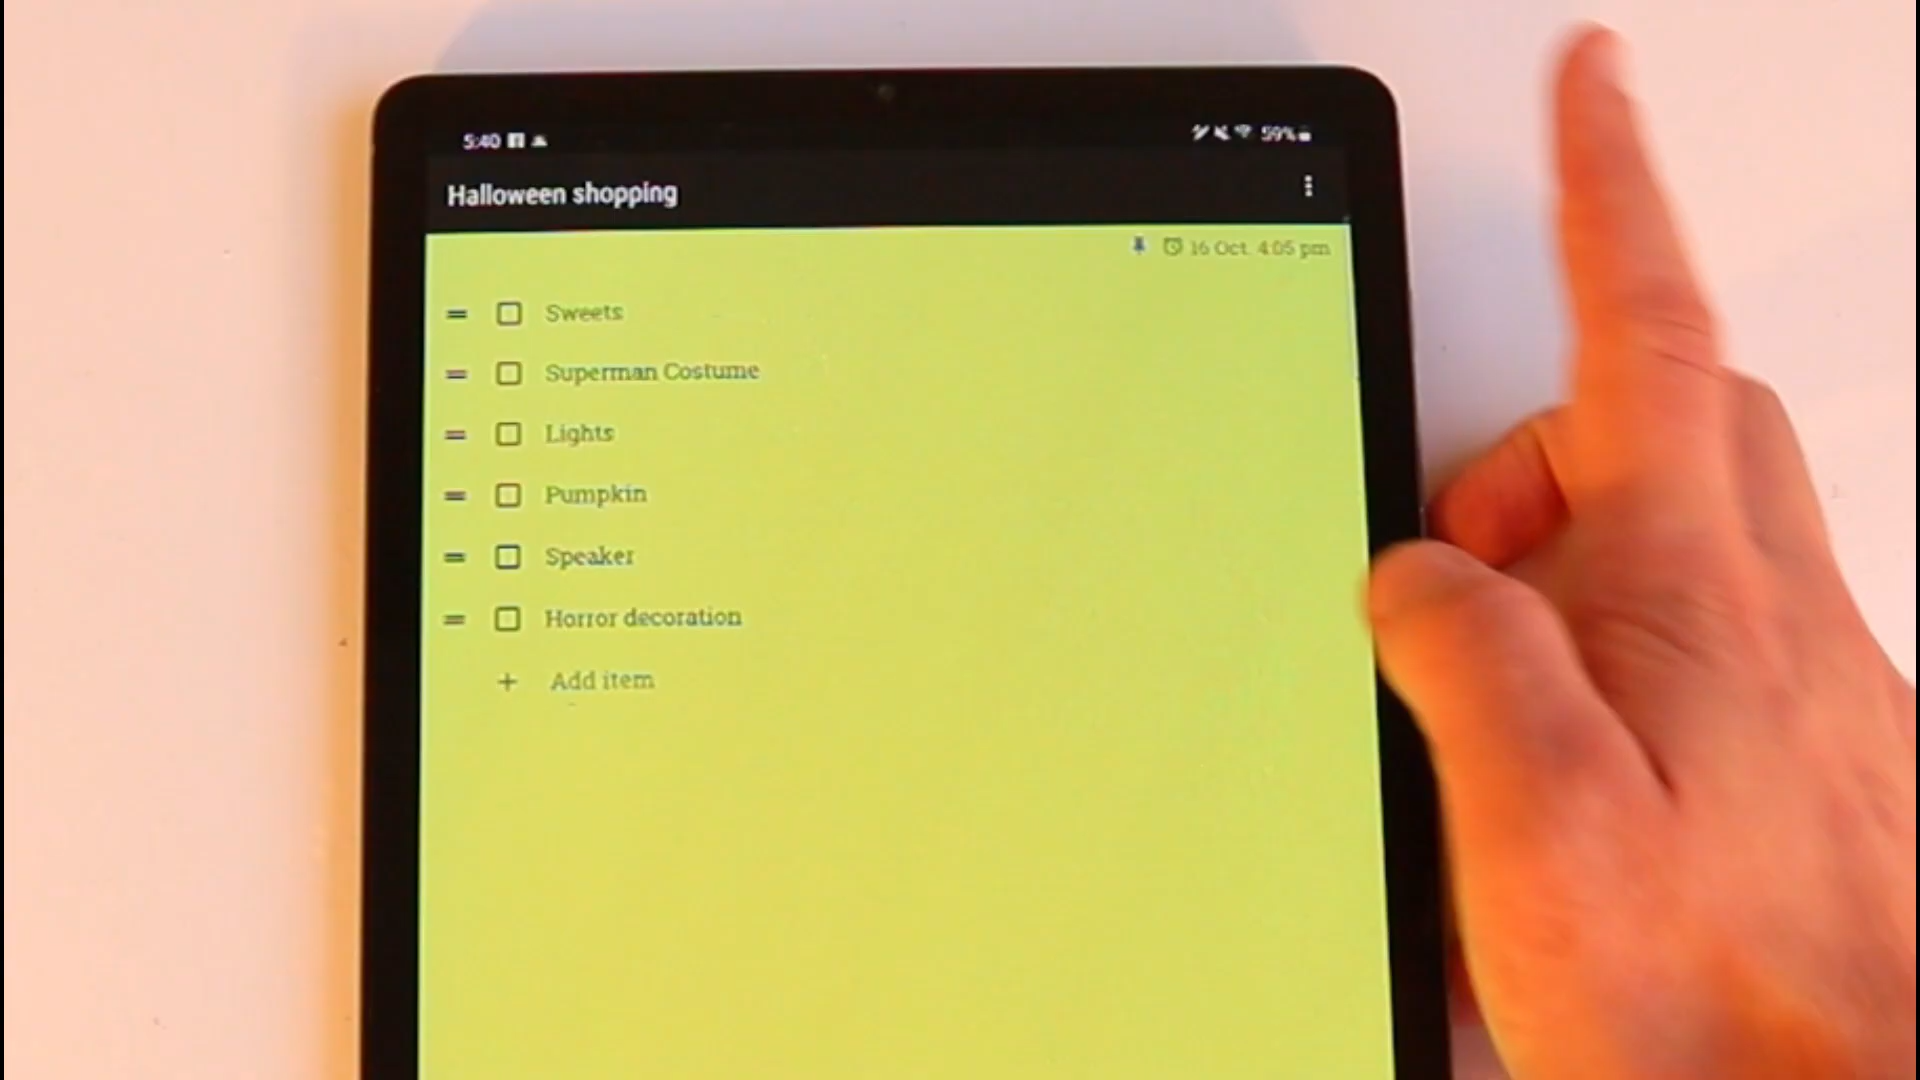 5:40 59%
Halloween shopping
16 Oct. 4:05 pm
Sweets
Superman Costume
Lights
Pumpkin
Speaker
Horror decoration
+ Add item